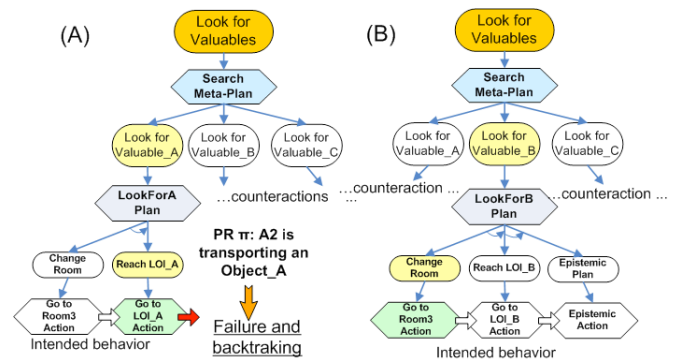 (A)
Look for
Valuables
Search
Meta-Plan
Look for
Valuable_A
Look for
Valuable_B
Look for
Valuable_C
LookForA
Plan
...counteractions ...
Change
Room
Reach LOI_A
PR π: A2 is
transporting an
Object_A
Go to
Room3
Action
Go to
LOI_A
Action
Failure and
backtraking
Intended behavior
(B)
Look for
Valuables
Search
Meta-Plan
Look for
Valuable_A
Look for
Valuable_B
Look for
Valuable_C
...counteraction ...
...counteraction ...
LookForB
Plan
Change
Room
Reach LOI_B
Epistemic
Plan
Go to
Room3
Action
Go to
LOI_B
Action
Epistemic
Action
Intended behavior